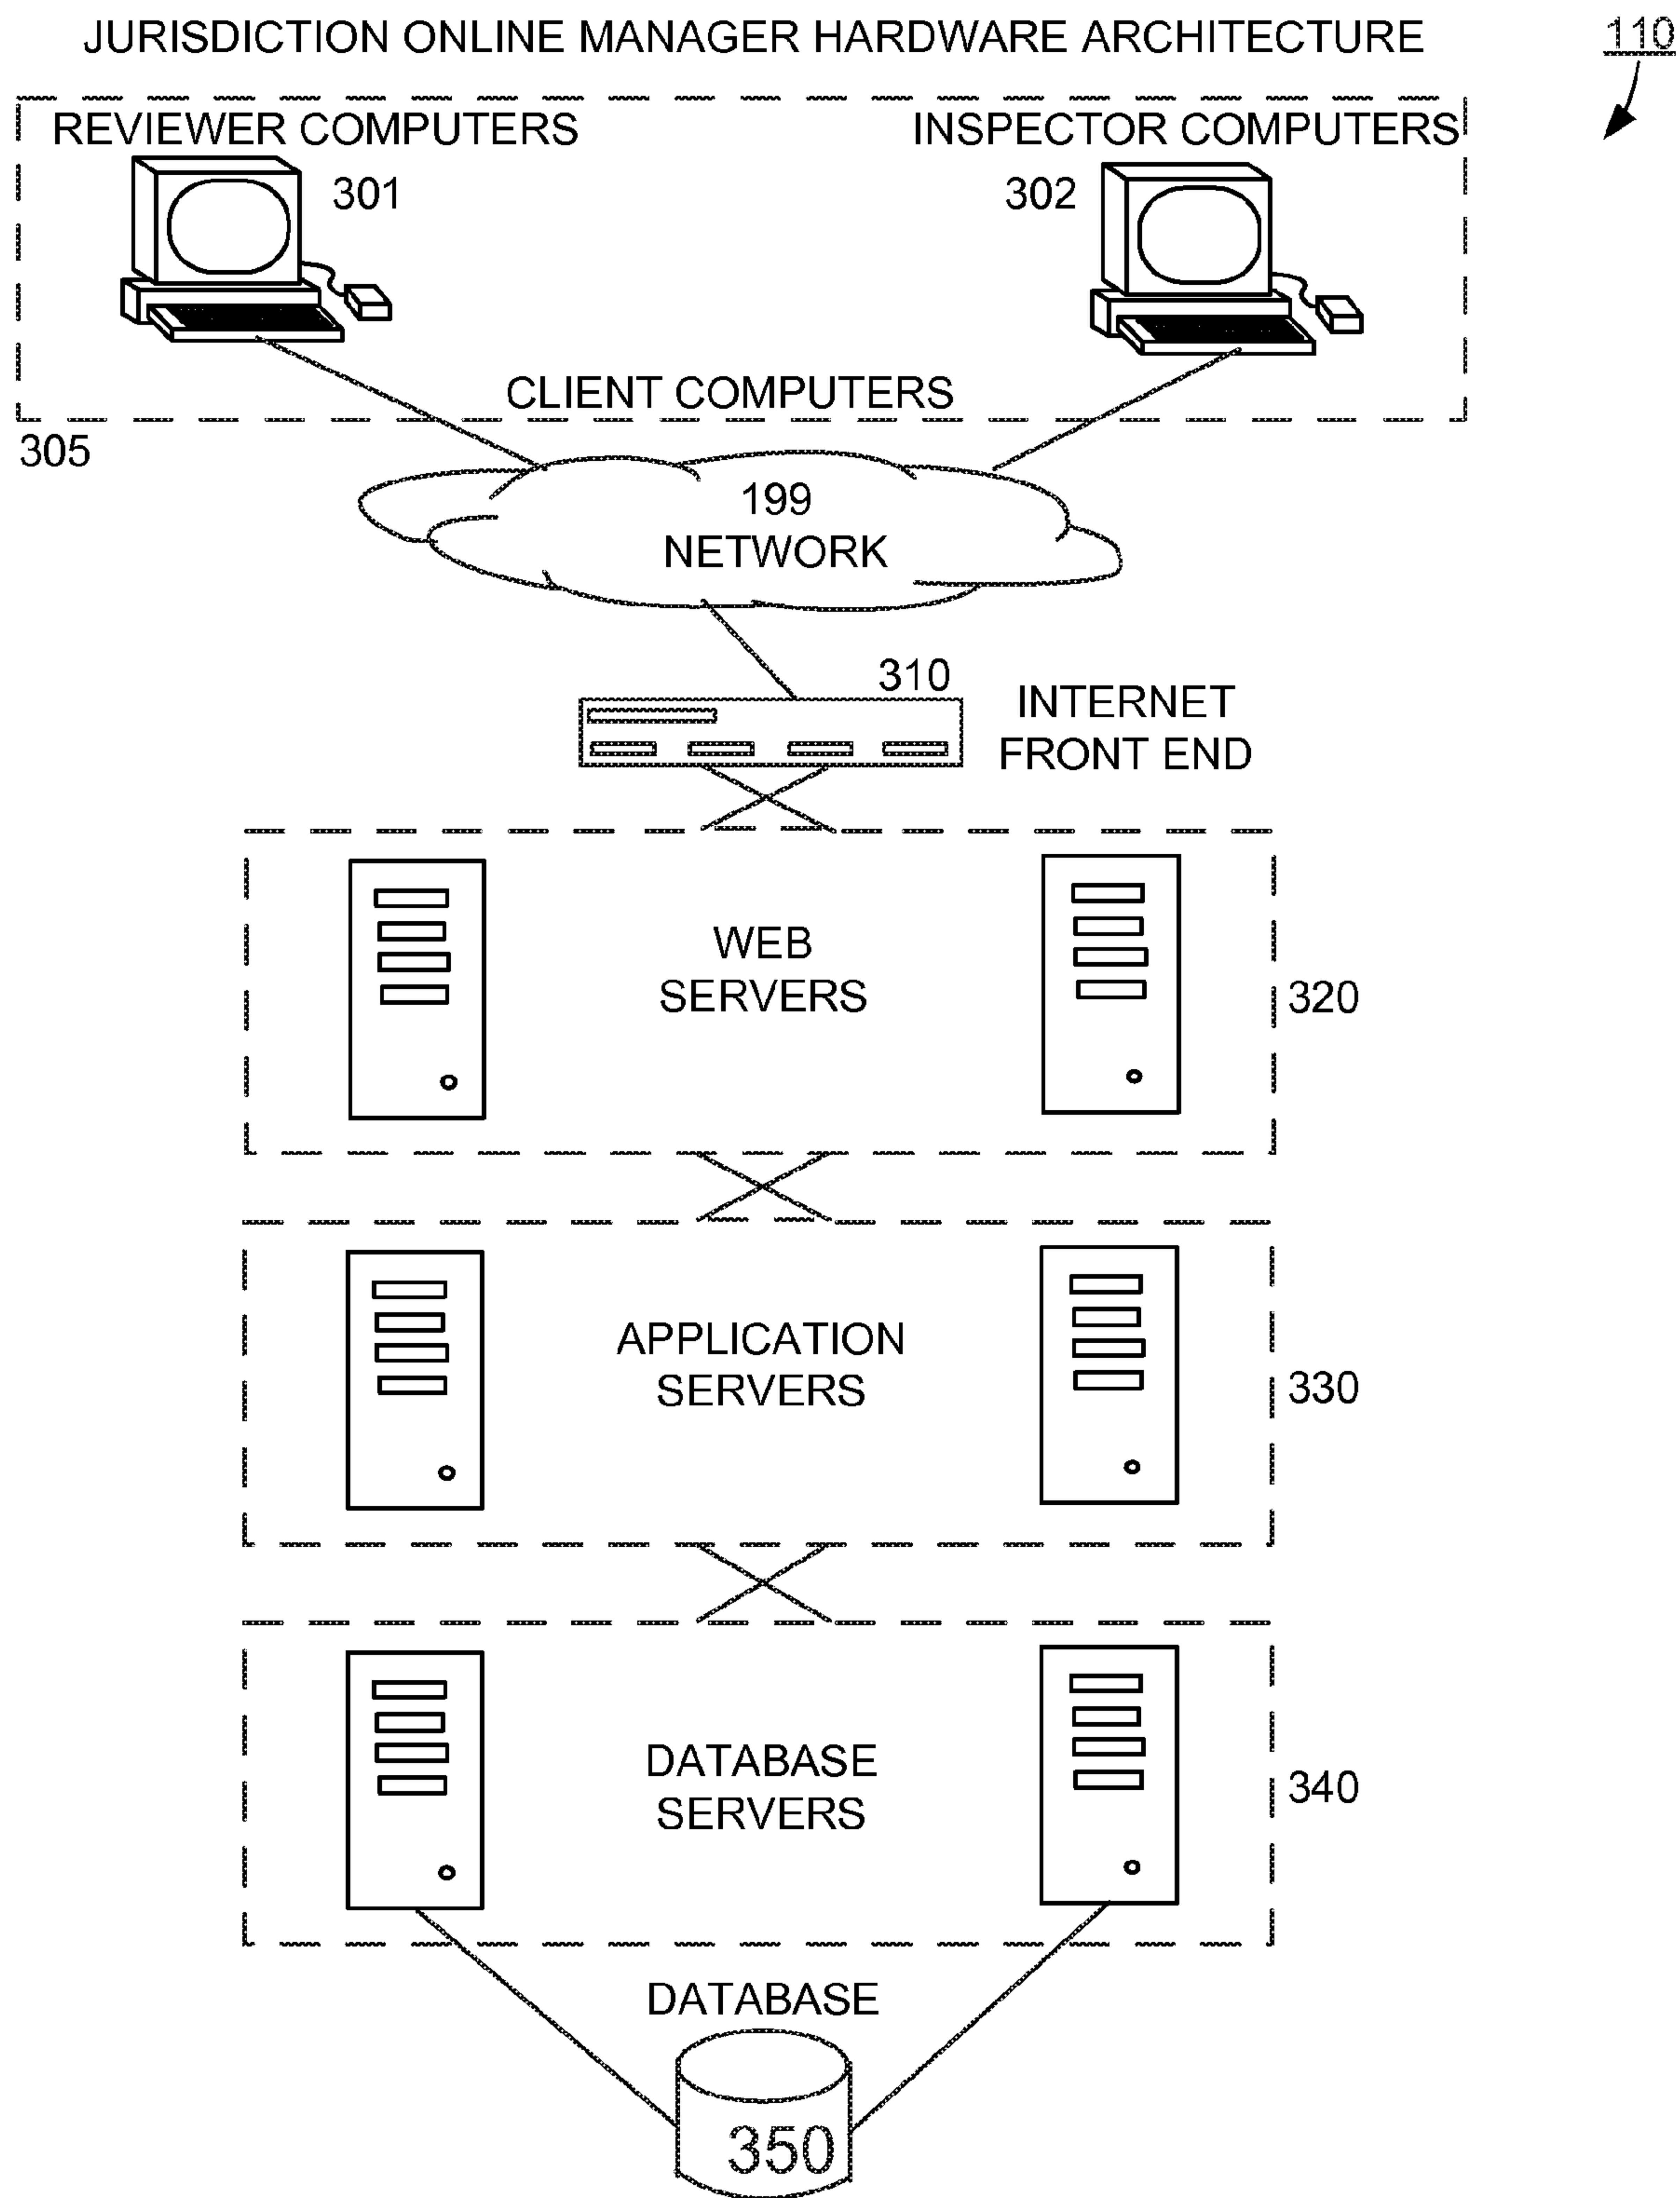 JURISDICTION ONLINE MANAGER HARDWARE ARCHITECTURE
110
REVIEWER COMPUTERS
INSPECTOR COMPUTERS
301
302
CLIENT COMPUTERS
305
199
NETWORK
310
INTERNET
FRONT END
WEB
SERVERS
320
APPLICATION
SERVERS
330
DATABASE
SERVERS
340
DATABASE
350